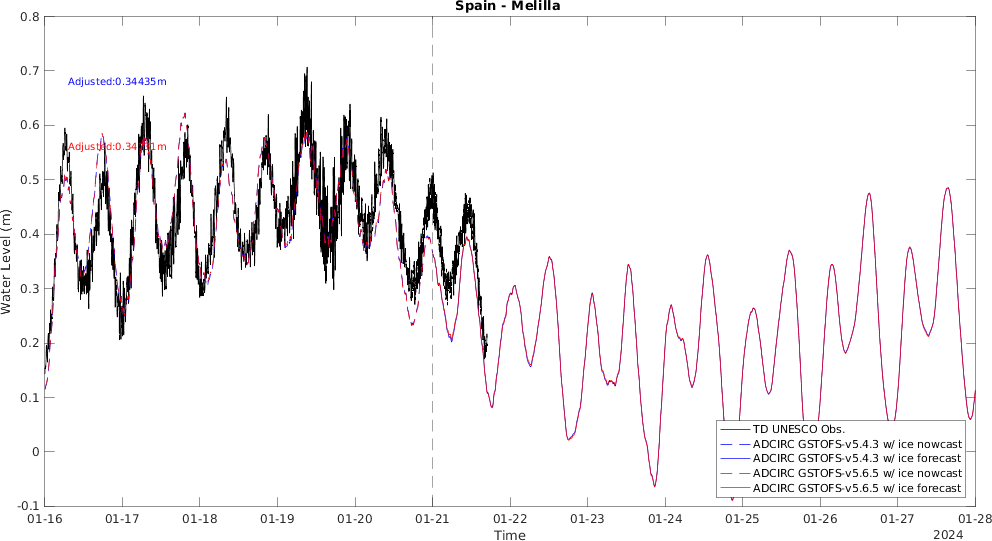 Spain - Melilla
0.8
0.7
0.6
0.5
0.4
0.3
0.2
0.1
0
-0.1
Water Level (m)
Adjusted:0.34435m
TD UNESCO Obs.
ADCIRC GSTOFS-v5.4.3 w/ ice nowcast
ADCIRC GSTOFS-v5.4.3 w/ ice forecast
ADCIRC GSTOFS-v5.6.5 w/ ice nowcast
ADCIRC GSTOFS-v5.6.5 w/ ice forecast
01-16 01-17 01-18 01-19 01-20 01-21 01-22 01-23 01-24 01-25 01-26 01-27 01-28
Time
2024